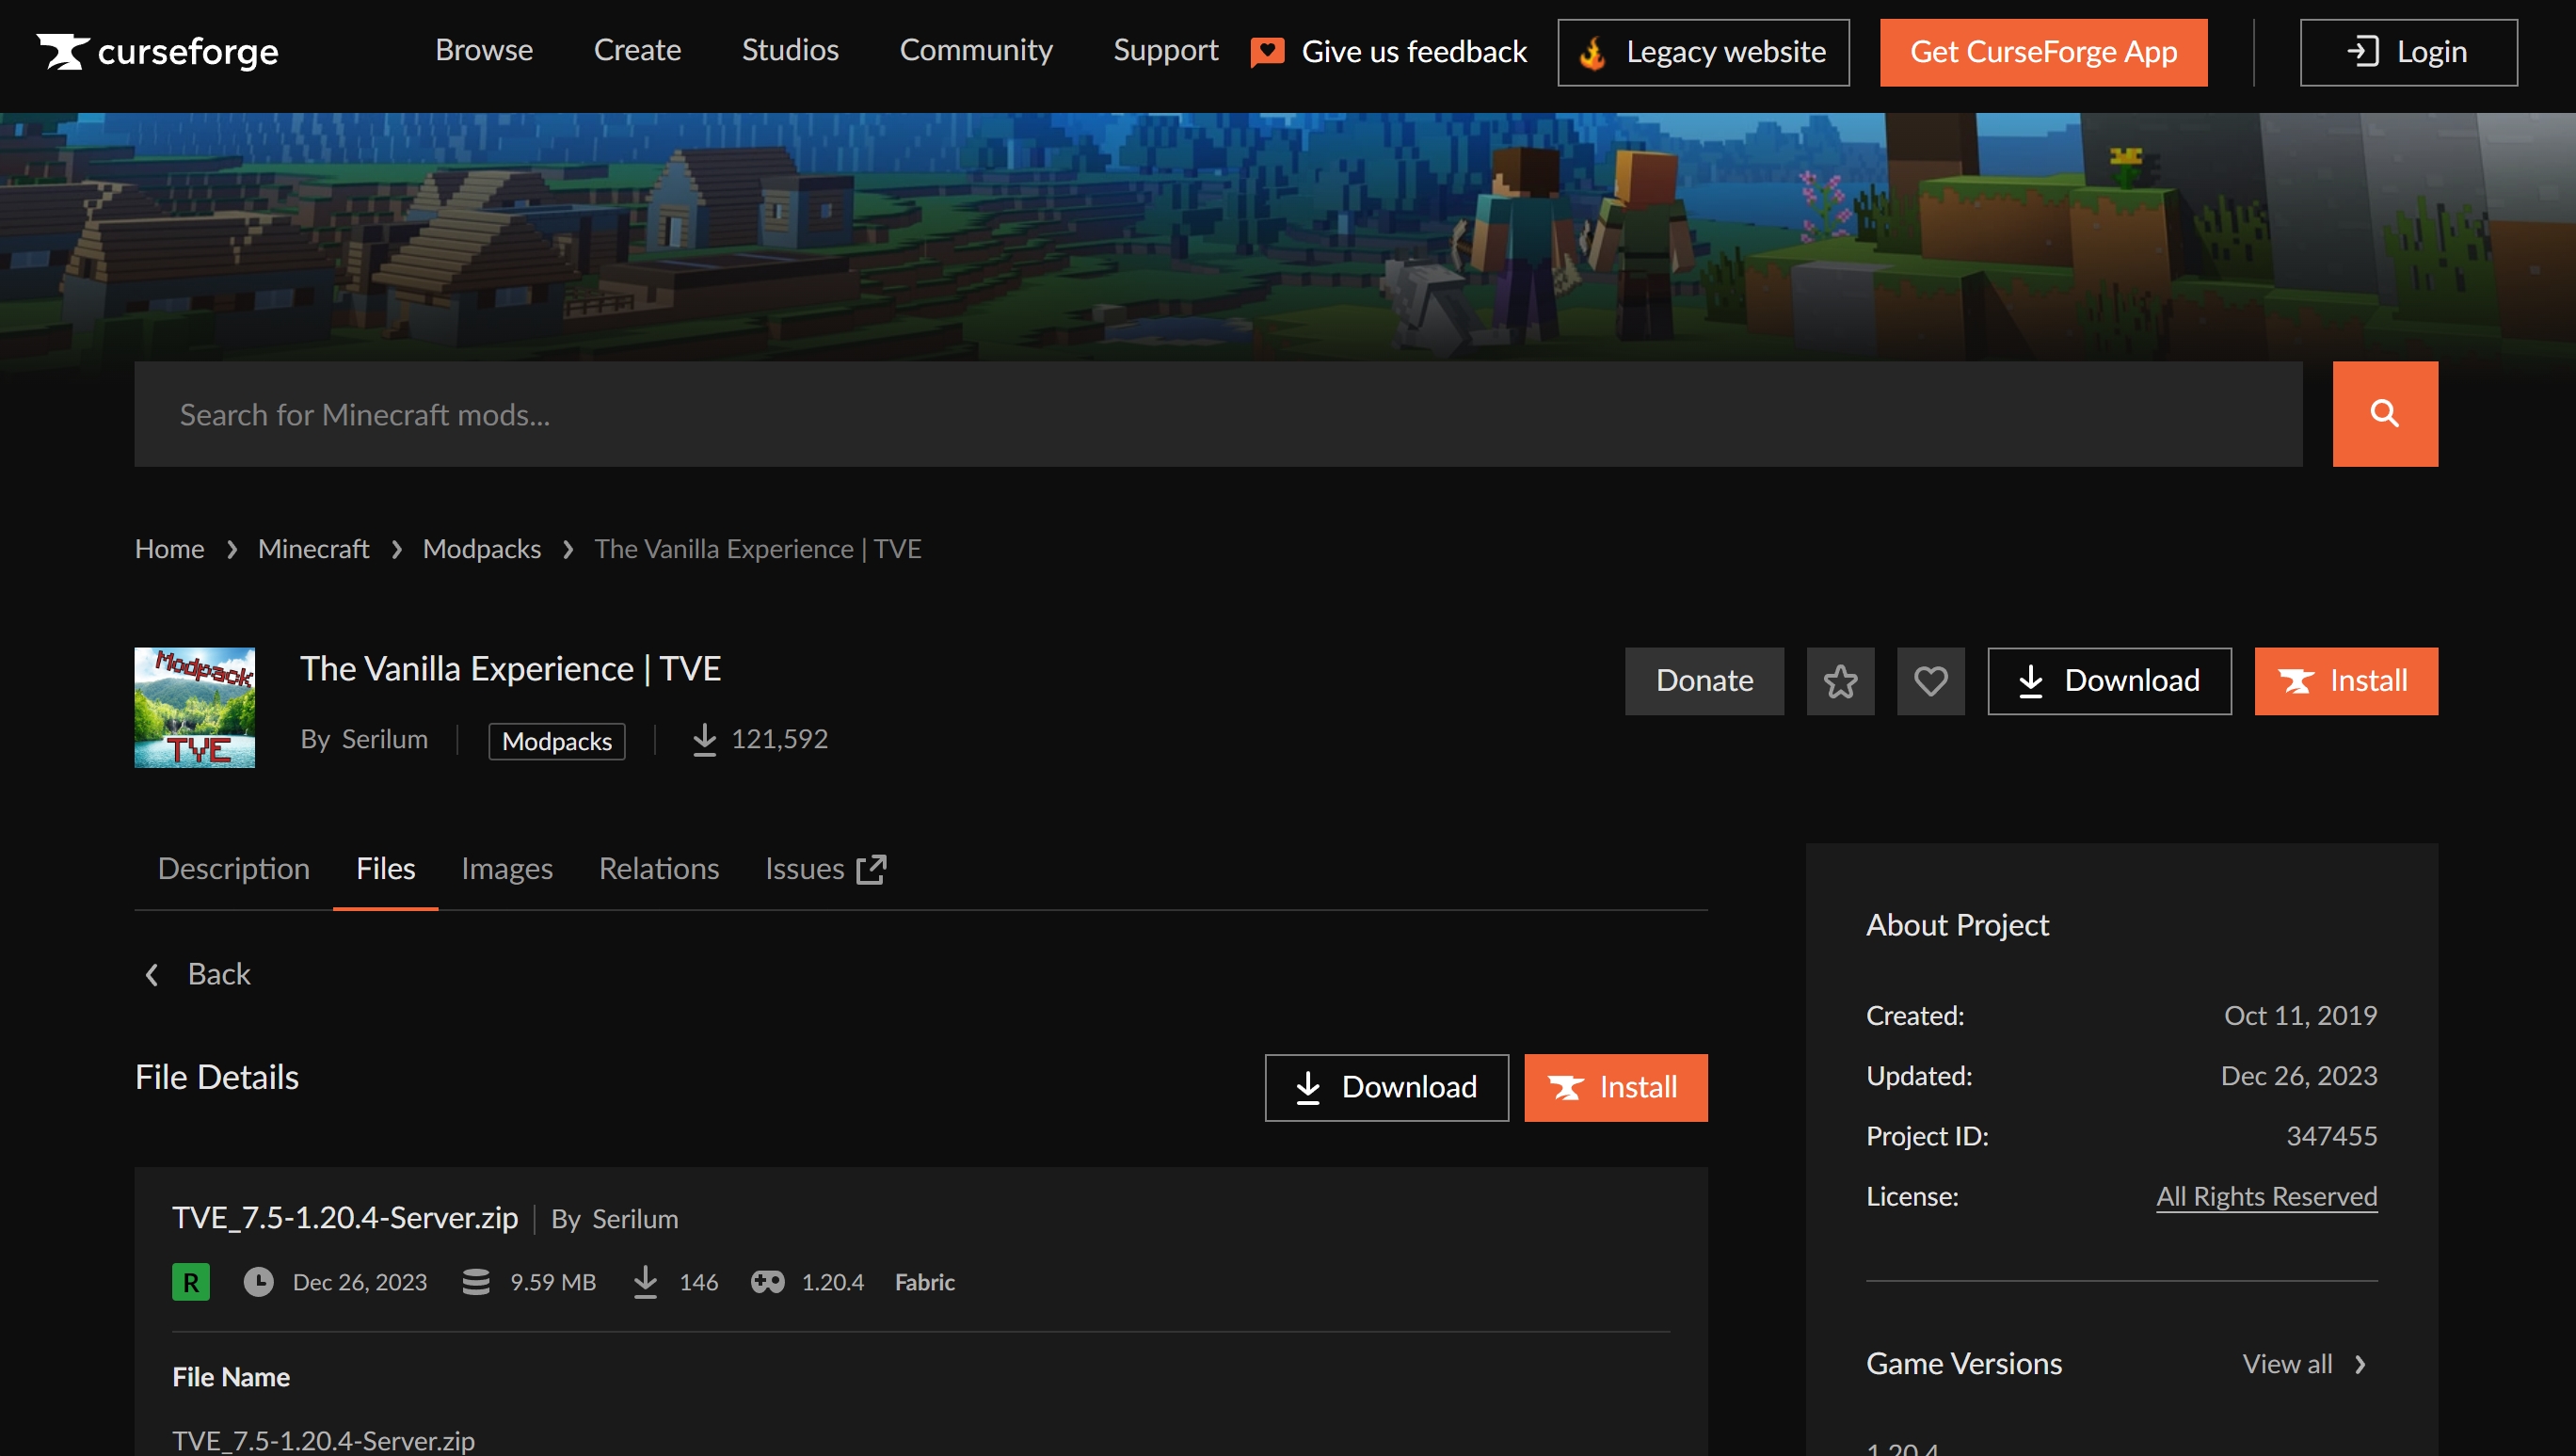 curseforge
Browse
Create
Studios
Community
Support
Give us feedback
Legacy website
Get CurseForge App
Login
Search for Minecraft mods...
Home
Minecraft
Modpacks
The Vanilla Experience | TVE
Modpack
TVE
The Vanilla Experience | TVE
By Serilum
Modpacks
121,592
Donate
Download
Install
Description
Files
Images
Relations
Issues
Back
File Details
Download
Install
TVE_7.5-1.20.4-Server.zip
By Serilum
R
Dec 26, 2023
9.59 MB
146
1.20.4
Fabric
File Name
TVE_7.5-1.20.4-Server.zip
About Project
Created: Oct 11, 2019
Updated: Dec 26, 2023
Project ID: 347455
License: All Rights Reserved
Game Versions
View all
1.20.4